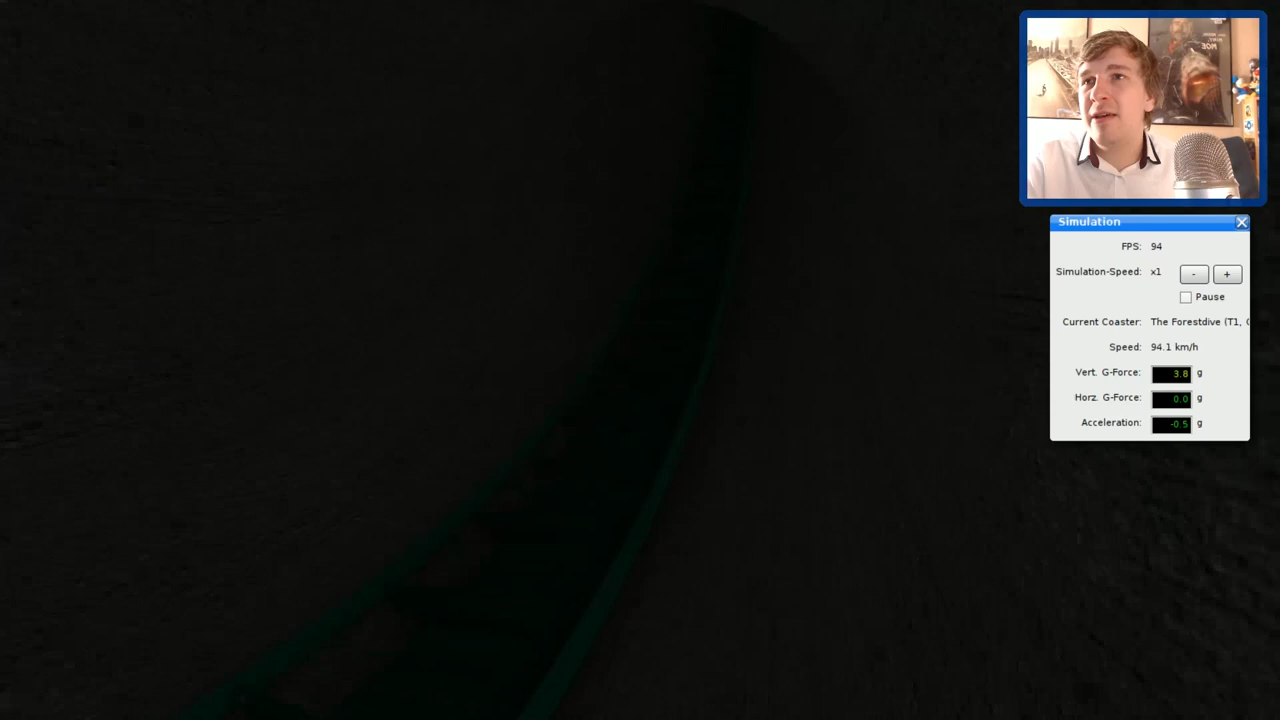 Simulation
FPS: 94
Simulation-Speed: x1 - +
Pause
Current Coaster: The Forestdive (T1,
Speed: 94.1 km/h
Vert. G-Force: 3.8 g
Horz. G-Force: 0.0 g
Acceleration: -0.5 g